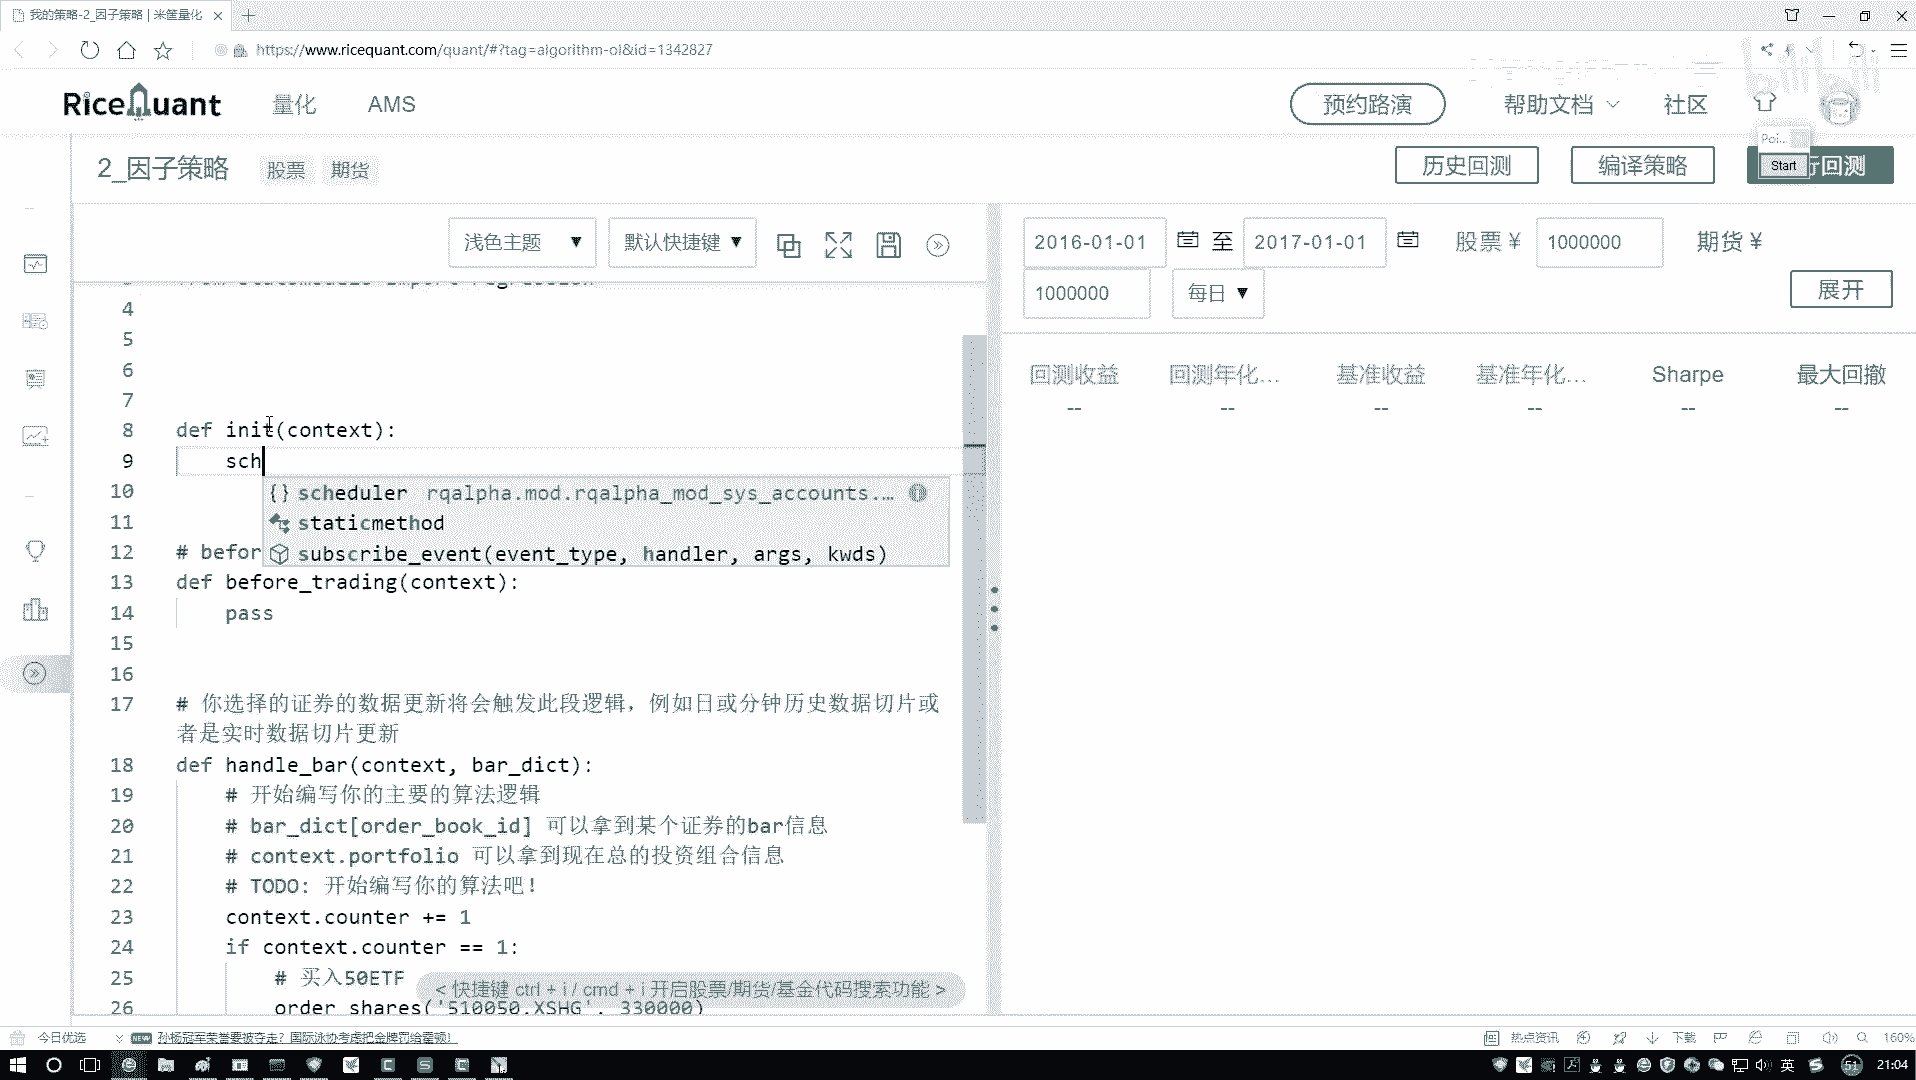 我的策略-2_因子策略 | 米筐量化
https://www.ricequant.com/quant/#?tag=algorithm-ol&id=1342827
RiceQuant 量化 AMS 预约路演 帮助文档 社区
Poi...
2_因子策略 股票 期货 历史回测 编译策略 Start 行回测
浅色主题 ▼ 默认快捷键 ▼
2016-01-01 至 2017-01-01 股票 ¥ 1000000 期货 ¥
1000000 每日 ▼ 展开
回测收益 回测年化... 基准收益 基准年化... Sharpe 最大回撤
-- -- -- -- -- --
4
5
6
7
8 def init(context):
9 sch
10 {} scheduler rqalpha.mod.rqalpha_mod_sys_accounts....
11 staticmethod
12 # befor subscribe_event(event_type, handler, args, kwds)
13 def before_trading(context):
14 pass
15
16
17 # 你选择的证券的数据更新将会触发此段逻辑，例如日或分钟历史数据切片或
者是实时数据切片更新
18 def handle_bar(context, bar_dict):
19 # 开始编写你的主要的算法逻辑
20 # bar_dict[order_book_id] 可以拿到某个证券的bar信息
21 # context.portfolio 可以拿到现在总的投资组合信息
22 # TODO: 开始编写你的算法吧！
23 context.counter += 1
24 if context.counter == 1:
25 # 买入50ETF
< 快捷键 ctrl + i / cmd + i 开启股票/期货/基金代码搜索功能 >
26 order_shares('510050.XSHG', 330000)
今日优选 NEW 孙杨冠军荣誉要被夺走？国际泳协考虑把金牌罚给霍顿！ 热点资讯 下载 160%
英 51 21:04